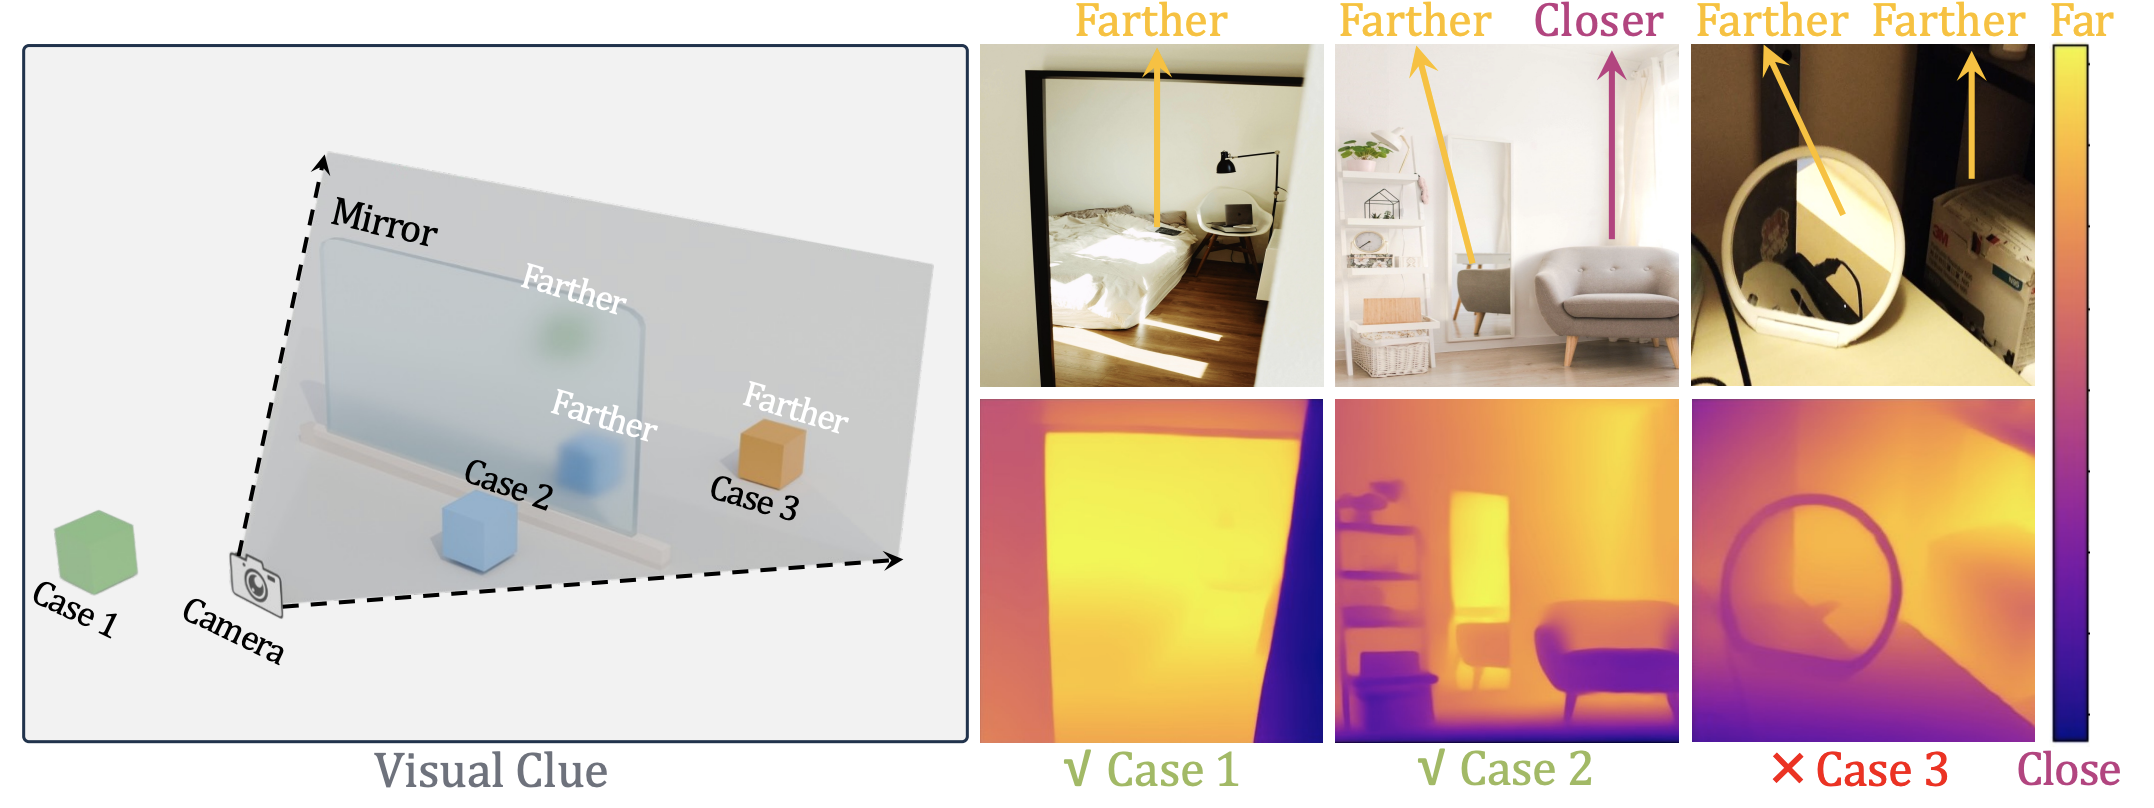 Mirror
Farther
Farther
Farther
Case 2
Case 3
Case 1
Camera
Visual Clue
Farther
Farther
Closer
Farther
Farther
Far
3M
√ Case 1
√ Case 2
× Case 3
Close